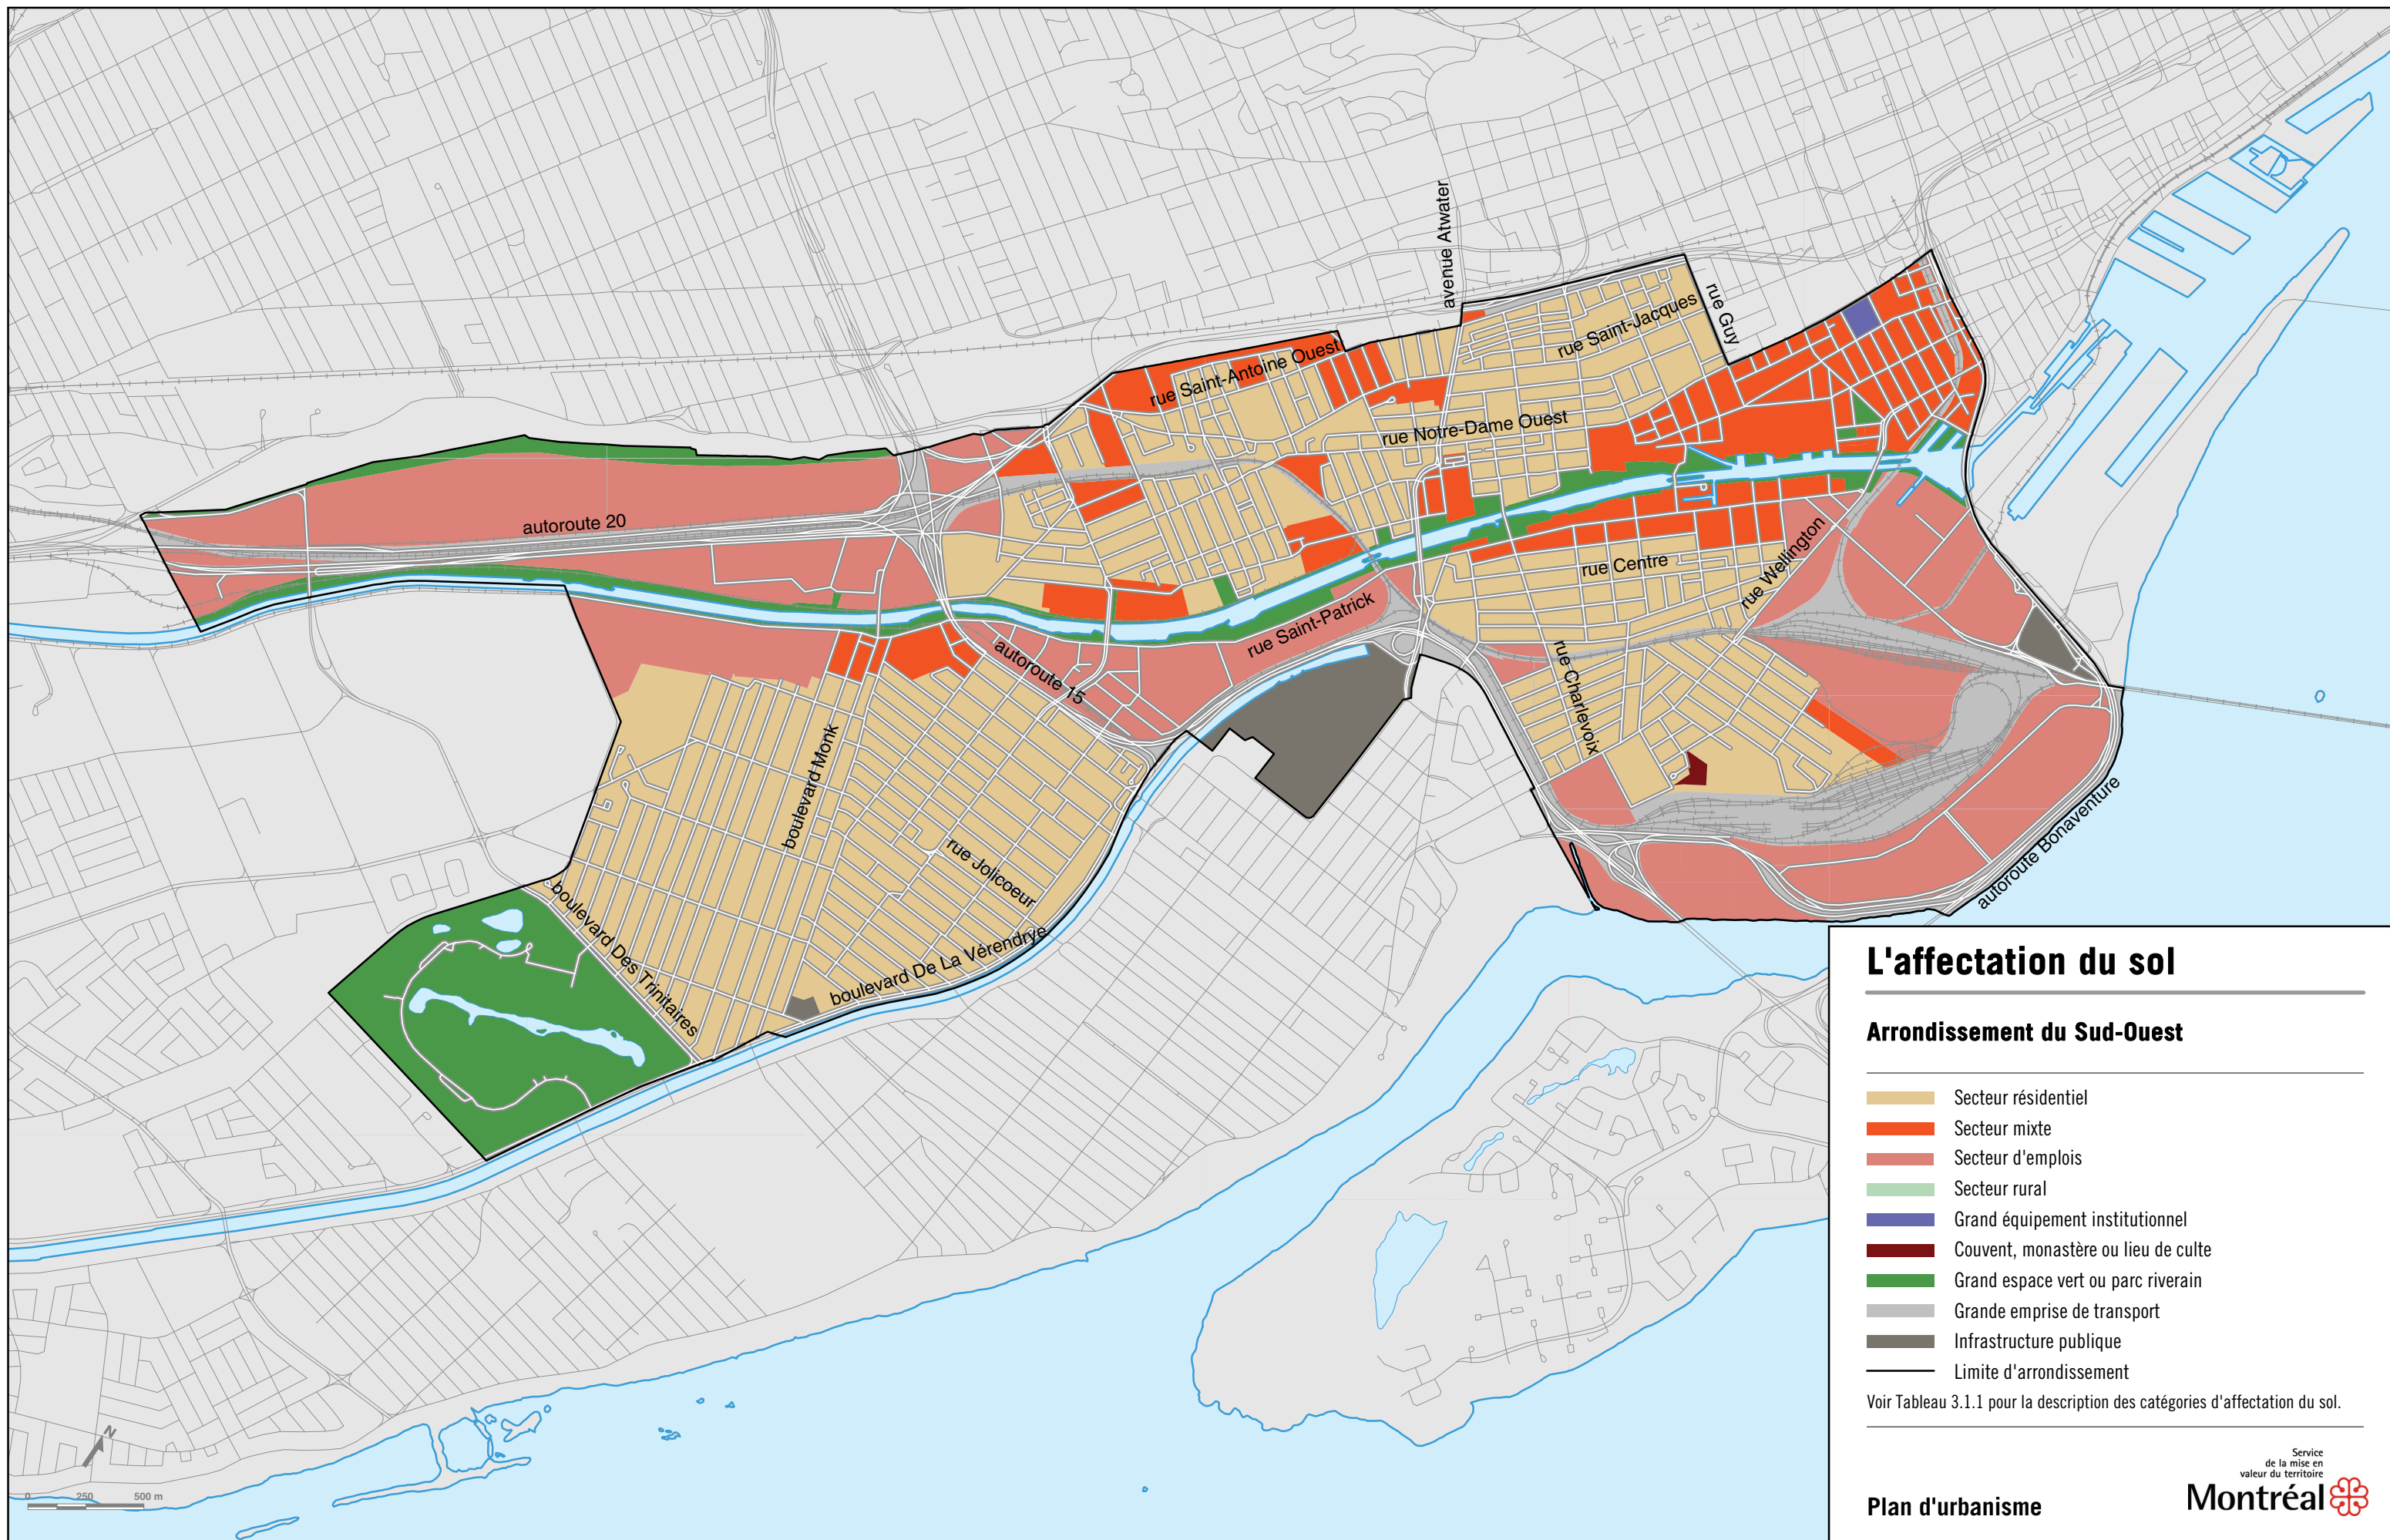 avenue Atwater
rue Guy
rue Saint-Jacques
rue Saint-Antoine Ouest
rue Notre-Dame Ouest
autoroute 20
rue Centre
rue Wellington
rue Saint-Patrick
autoroute 15
rue Charlevoix
boulevard Monk
rue Jolicoeur
autoroute Bonaventure
boulevard Des Trinitaires
boulevard De La Vérendrye
L'affectation du sol
Arrondissement du Sud-Ouest
Secteur résidentiel
Secteur mixte
Secteur d'emplois
Secteur rural
Grand équipement institutionnel
Couvent, monastère ou lieu de culte
Grand espace vert ou parc riverain
Grande emprise de transport
Infrastructure publique
Limite d'arrondissement
Voir Tableau 3.1.1 pour la description des catégories d'affectation du sol.
N
0 250 500 m
Service
de la mise en
valeur du territoire
Plan d'urbanisme
Montréal